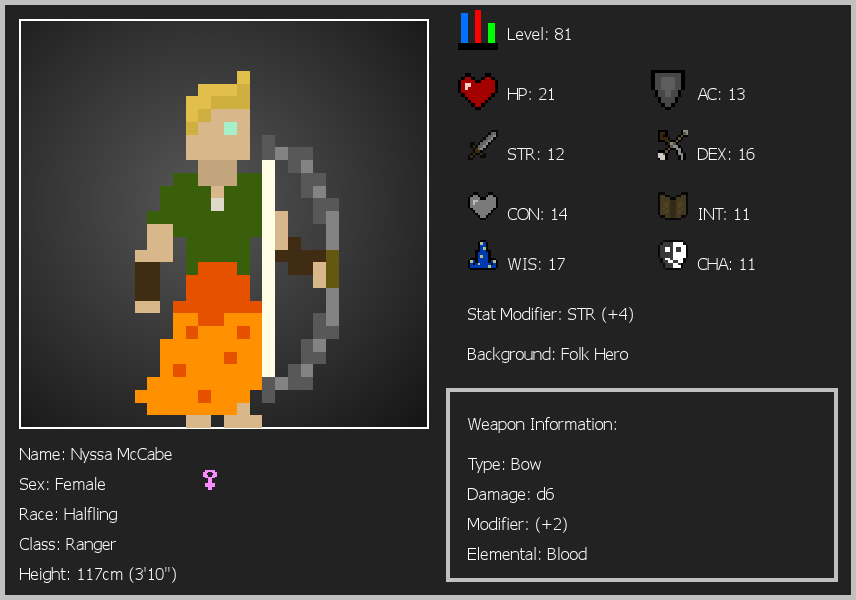 Level: 81
HP: 21
AC: 13
STR: 12
DEX: 16
CON: 14
INT: 11
WIS: 17
CHA: 11
Stat Modifier: STR (+4)
Background: Folk Hero
Weapon Information:
Type: Bow
Damage: d6
Modifier: (+2)
Elemental: Blood
Name: Nyssa McCabe
Sex: Female
Race: Halfling
Class: Ranger
Height: 117cm (3'10")